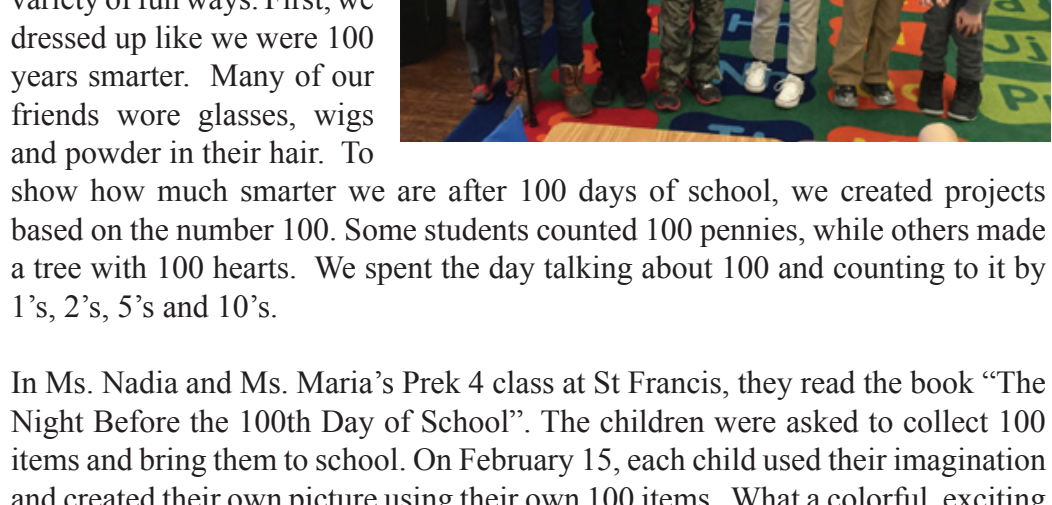 variety of fun ways. First, we
dressed up like we were 100
years smarter. Many of our
friends wore glasses, wigs
and powder in their hair. To
show how much smarter we are after 100 days of school, we created projects
based on the number 100. Some students counted 100 pennies, while others made
a tree with 100 hearts. We spent the day talking about 100 and counting to it by
1’s, 2’s, 5’s and 10’s.
In Ms. Nadia and Ms. Maria’s Prek 4 class at St Francis, they read the book “The
Night Before the 100th Day of School”. The children were asked to collect 100
items and bring them to school. On February 15, each child used their imagination
and created their own picture using their own 100 items. What a colorful, exciting